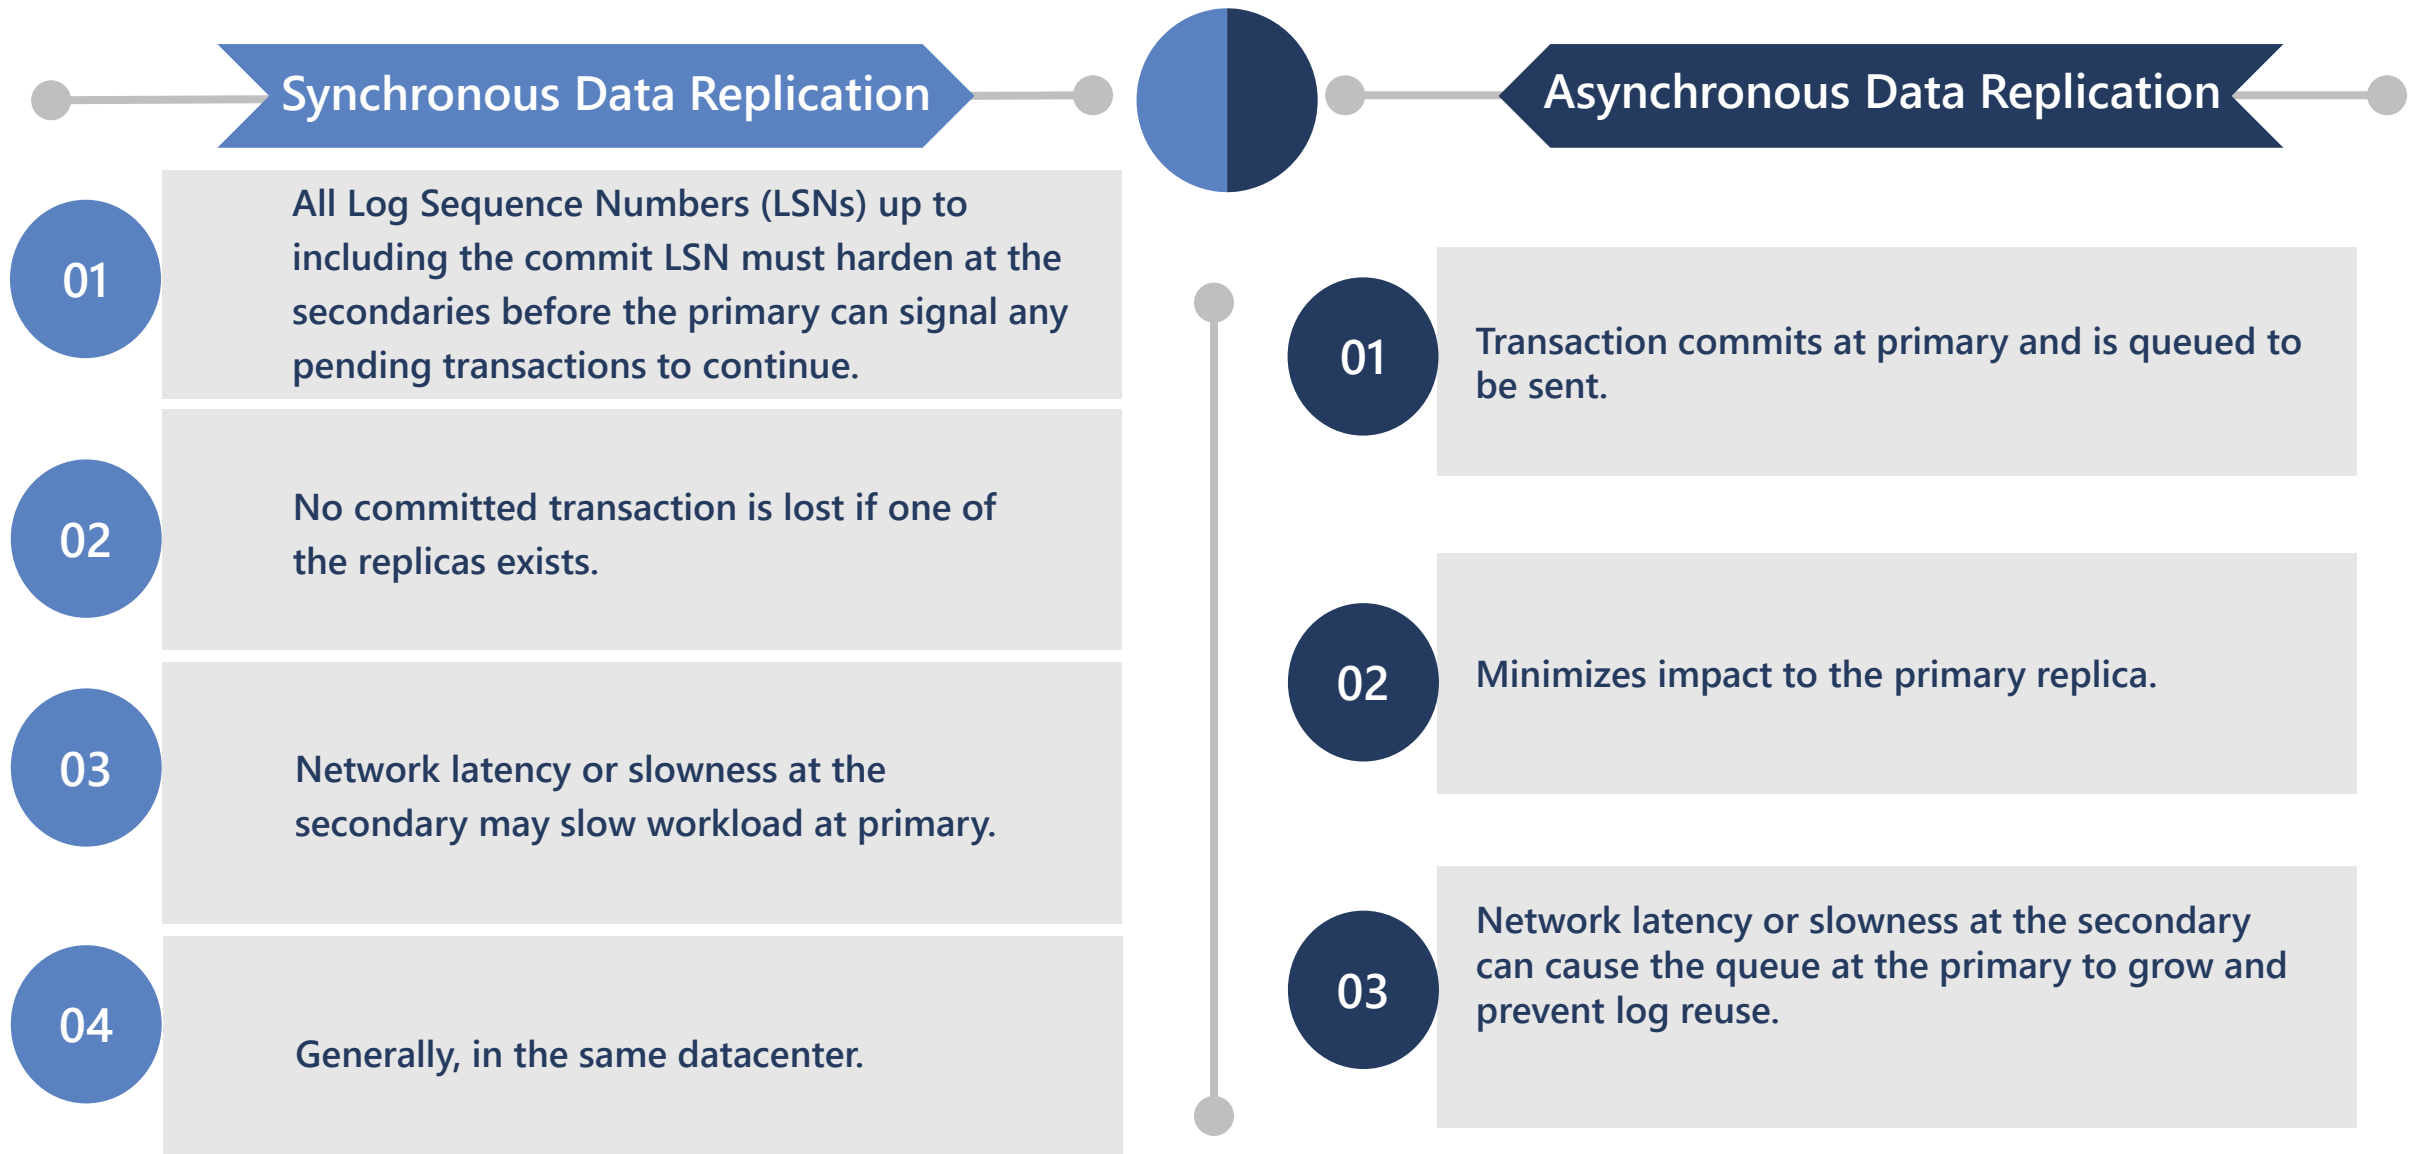 Synchronous Data Replication
01
All Log Sequence Numbers (LSNs) up to
including the commit LSN must harden at the
secondaries before the primary can signal any
pending transactions to continue.
02
No committed transaction is lost if one of
the replicas exists.
03
Network latency or slowness at the
secondary may slow workload at primary.
04
Generally, in the same datacenter.
Asynchronous Data Replication
01
Transaction commits at primary and is queued to
be sent.
02
Minimizes impact to the primary replica.
03
Network latency or slowness at the secondary
can cause the queue at the primary to grow and
prevent log reuse.